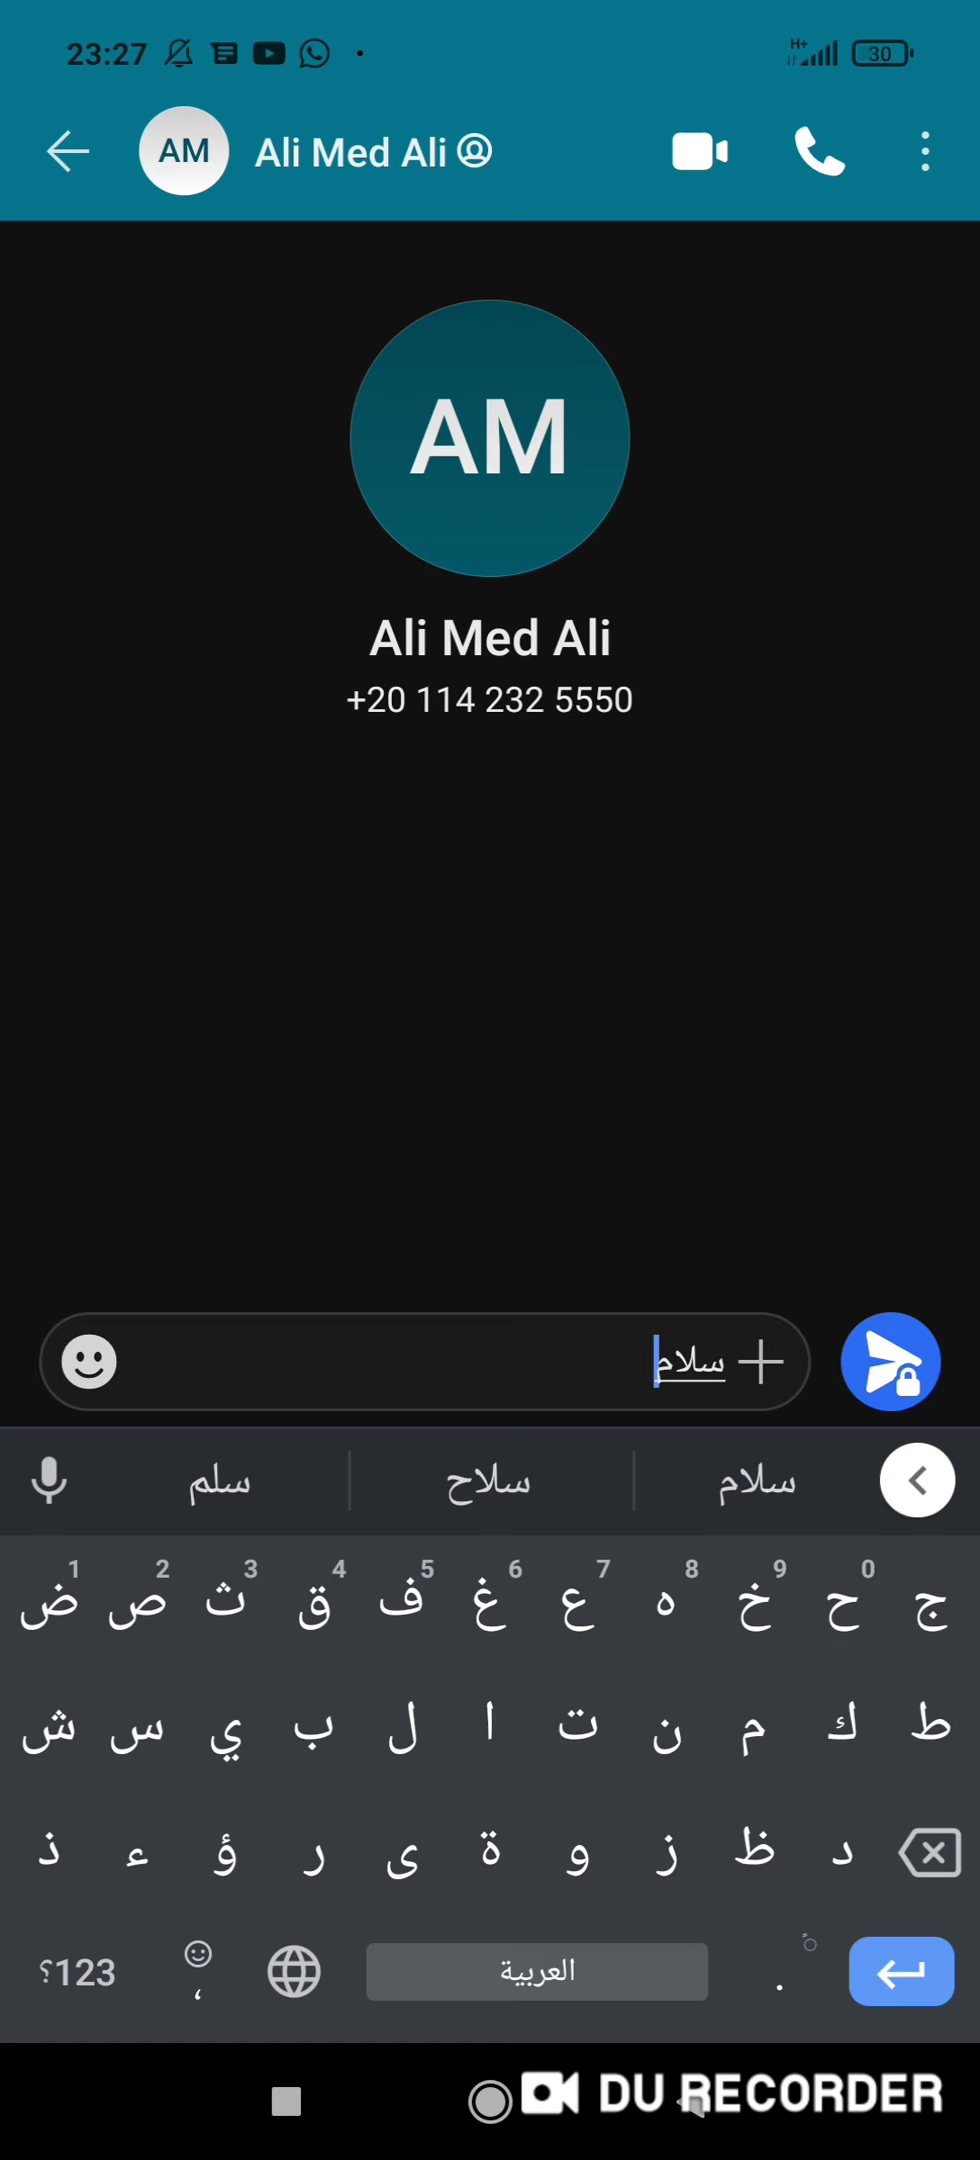 23:27
H+
30
AM
Ali Med Ali
AM
Ali Med Ali
+20 114 232 5550
سلام
سلام
سلاح
سلم
1 2 3 4 5 6 7 8 9 0
ض ص ث ق ف غ ع ه خ ح ج
ش س ي ب ل ا ت ن م ك ط
ذ ء ؤ ر ى ة و ز ظ د
؟123
،
العربية
.
DU RECORDER